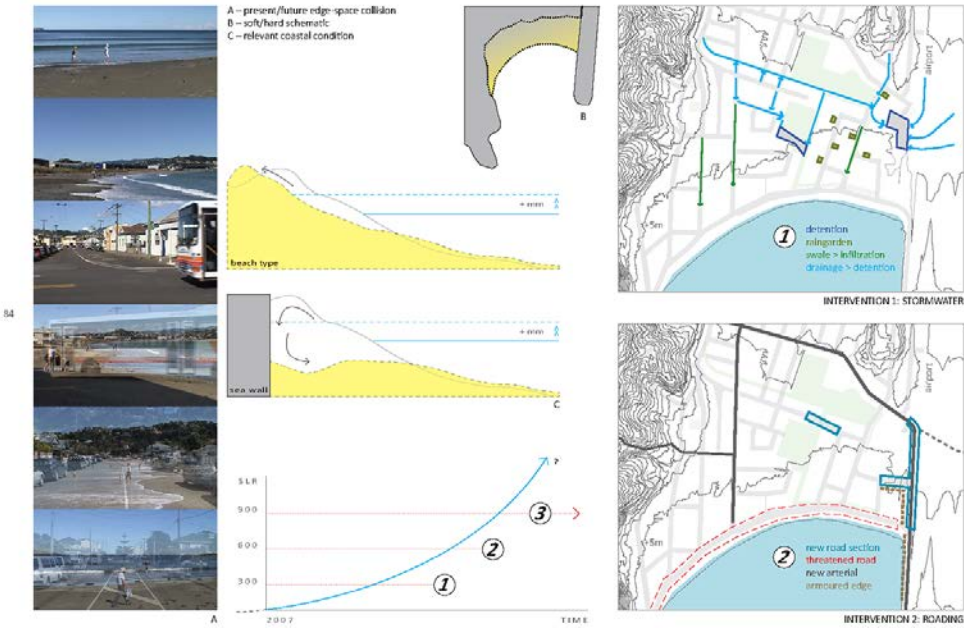 A – present/future edge-space collision
B – soft/hard schematic
C – relevant coastal condition
B
+ mm
beach type
+ mm
sea wall
C
84
A
SLR
900
600
300
2007
TIME
?
1
2
3
airport
+5m
1
detention
raingarden
swale > infiltration
drainage > detention
INTERVENTION 1: STORMWATER
airport
+5m
2
new road section
threatened road
new arterial
armoured edge
INTERVENTION 2: ROADING